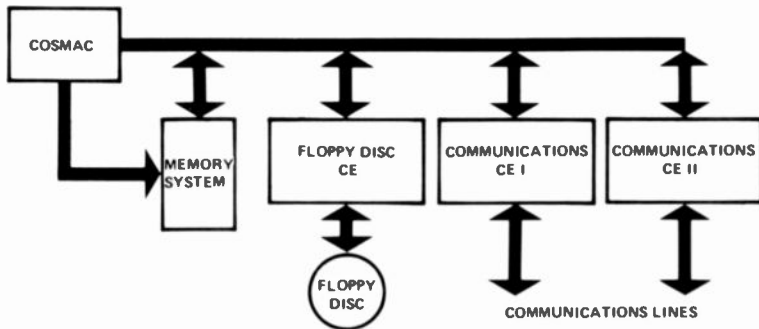 COSMAC
MEMORY
SYSTEM
FLOPPY DISC
CE
COMMUNICATIONS
CE I
COMMUNICATIONS
CE II
FLOPPY
DISC
COMMUNICATIONS LINES